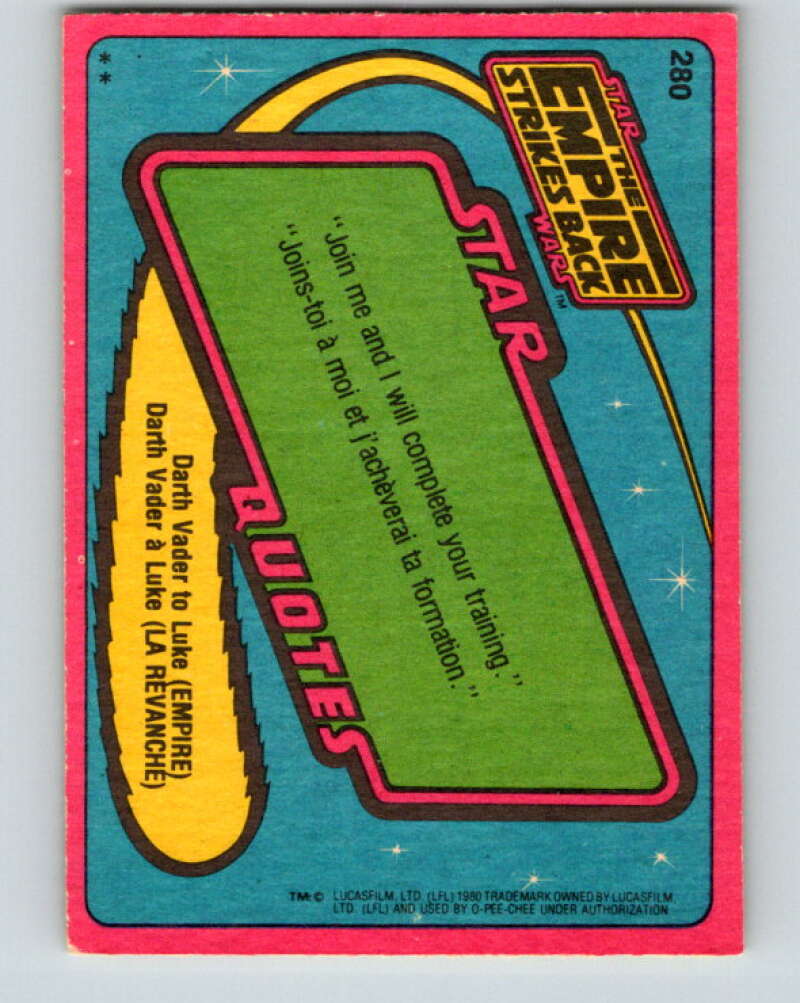 280
STAR
THE
EMPIRE
STRIKES BACK
WARS™
STAR
"Join me and I will complete your training."
"Joins-toi à moi et j'achèverai ta formation."
QUOTES
Darth Vader to Luke (EMPIRE)
Darth Vader à Luke (LA REVANCHE)
**
TM:© LUCASFILM, LTD. (LFL) 1980 TRADEMARK OWNED BY LUCASFILM,
LTD. (LFL) AND USED BY O-PEE-CHEE UNDER AUTHORIZATION